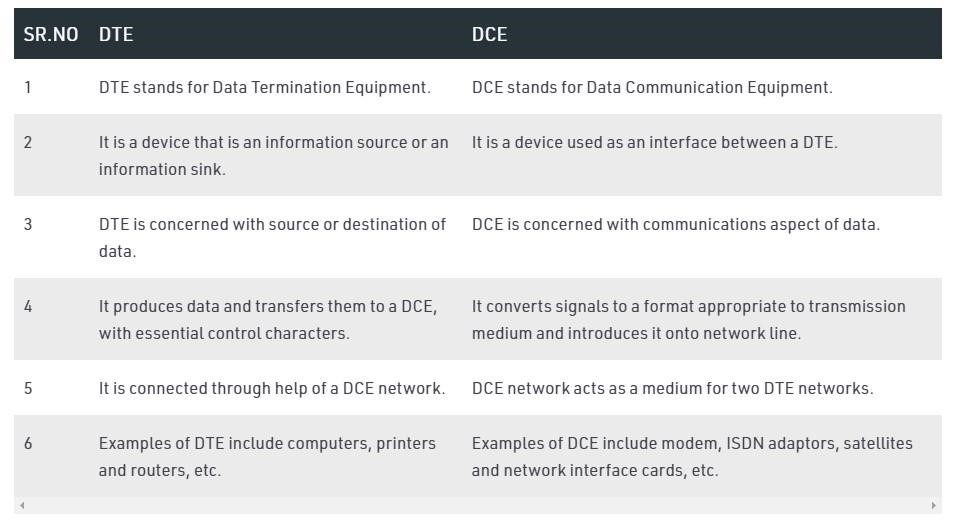 SR.NO DTE DCE
1 DTE stands for Data Termination Equipment. DCE stands for Data Communication Equipment.
2 It is a device that is an information source or an It is a device used as an interface between a DTE.
information sink.
3 DTE is concerned with source or destination of DCE is concerned with communications aspect of data.
data.
4 It produces data and transfers them to a DCE, It converts signals to a format appropriate to transmission
with essential control characters. medium and introduces it onto network line.
5 It is connected through help of a DCE network. DCE network acts as a medium for two DTE networks.
6 Examples of DTE include computers, printers Examples of DCE include modem, ISDN adaptors, satellites
and routers, etc. and network interface cards, etc.